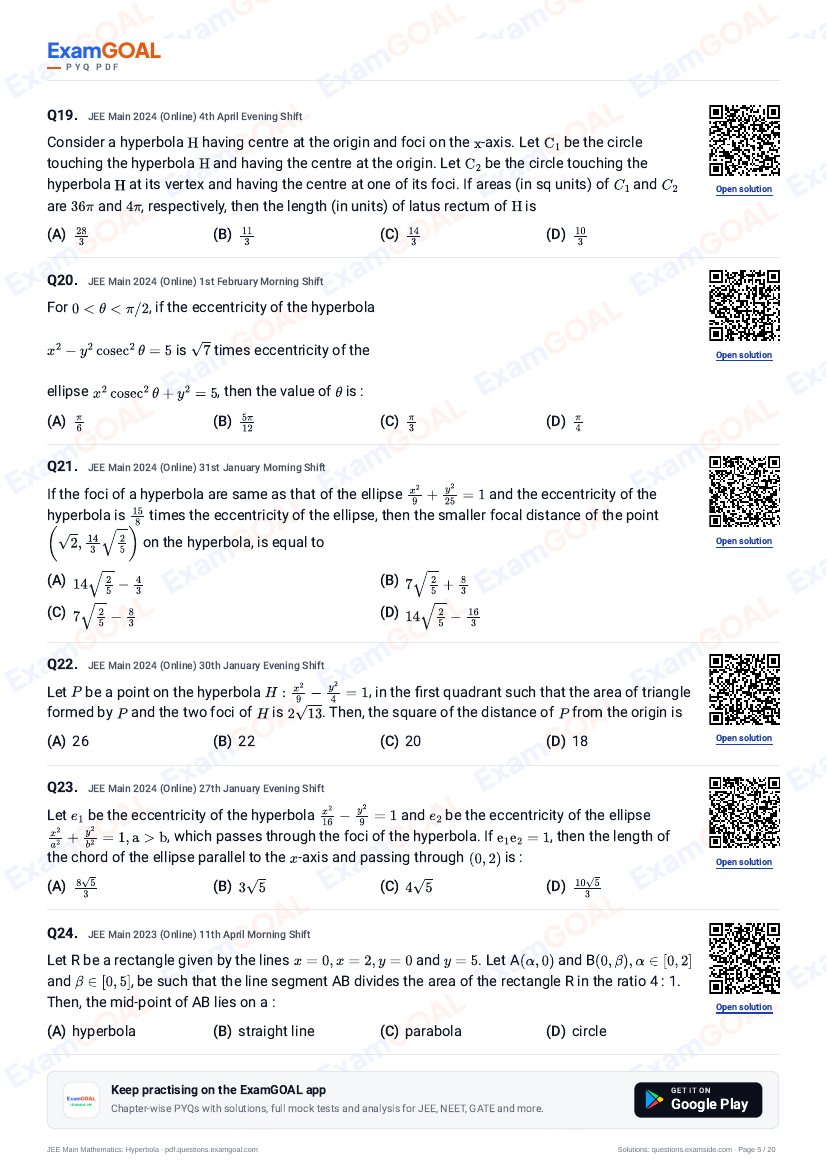 ExamGOAL
PYQ PDF
Q19. JEE Main 2024 (Online) 4th April Evening Shift
Consider a hyperbola H having centre at the origin and foci on the x-axis. Let C₁ be the circle
touching the hyperbola H and having the centre at the origin. Let C₂ be the circle touching the
hyperbola H at its vertex and having the centre at one of its foci. If areas (in sq units) of C₁ and C₂
are 36π and 4π, respectively, then the length (in units) of latus rectum of H is
(A) 28/3 (B) 11/3 (C) 14/3 (D) 10/3
Open solution
Q20. JEE Main 2024 (Online) 1st February Morning Shift
For 0 < θ < π/2, if the eccentricity of the hyperbola
x² − y² cosec² θ = 5 is √7 times eccentricity of the
ellipse x² cosec² θ + y² = 5, then the value of θ is :
(A) π/6 (B) 5π/12 (C) π/3 (D) π/4
Open solution
Q21. JEE Main 2024 (Online) 31st January Morning Shift
If the foci of a hyperbola are same as that of the ellipse x²/9 + y²/25 = 1 and the eccentricity of the
hyperbola is 15/8 times the eccentricity of the ellipse, then the smaller focal distance of the point
(√2, 14/3 √(2/5)) on the hyperbola, is equal to
(A) 14√(2/5) − 4/3 (B) 7√(2/5) + 8/3
(C) 7√(2/5) − 8/3 (D) 14√(2/5) − 16/3
Open solution
Q22. JEE Main 2024 (Online) 30th January Evening Shift
Let P be a point on the hyperbola H : x²/9 − y²/4 = 1, in the first quadrant such that the area of triangle
formed by P and the two foci of H is 2√13. Then, the square of the distance of P from the origin is
(A) 26 (B) 22 (C) 20 (D) 18
Open solution
Q23. JEE Main 2024 (Online) 27th January Evening Shift
Let e₁ be the eccentricity of the hyperbola x²/16 − y²/9 = 1 and e₂ be the eccentricity of the ellipse
x²/a² + y²/b² = 1, a > b, which passes through the foci of the hyperbola. If e₁e₂ = 1, then the length of
the chord of the ellipse parallel to the x-axis and passing through (0, 2) is :
(A) 8√5/3 (B) 3√5 (C) 4√5 (D) 10√5/3
Open solution
Q24. JEE Main 2023 (Online) 11th April Morning Shift
Let R be a rectangle given by the lines x = 0, x = 2, y = 0 and y = 5. Let A(α, 0) and B(0, β), α ∈ [0, 2]
and β ∈ [0, 5], be such that the line segment AB divides the area of the rectangle R in the ratio 4 : 1.
Then, the mid-point of AB lies on a :
(A) hyperbola (B) straight line (C) parabola (D) circle
Open solution
ExamGOAL
Keep practising on the ExamGOAL app
Chapter-wise PYQs with solutions, full mock tests and analysis for JEE, NEET, GATE and more.
GET IT ON
Google Play
JEE Main Mathematics: Hyperbola · pdf.questions.examgoal.com
Solutions: questions.examside.com · Page 5 / 20